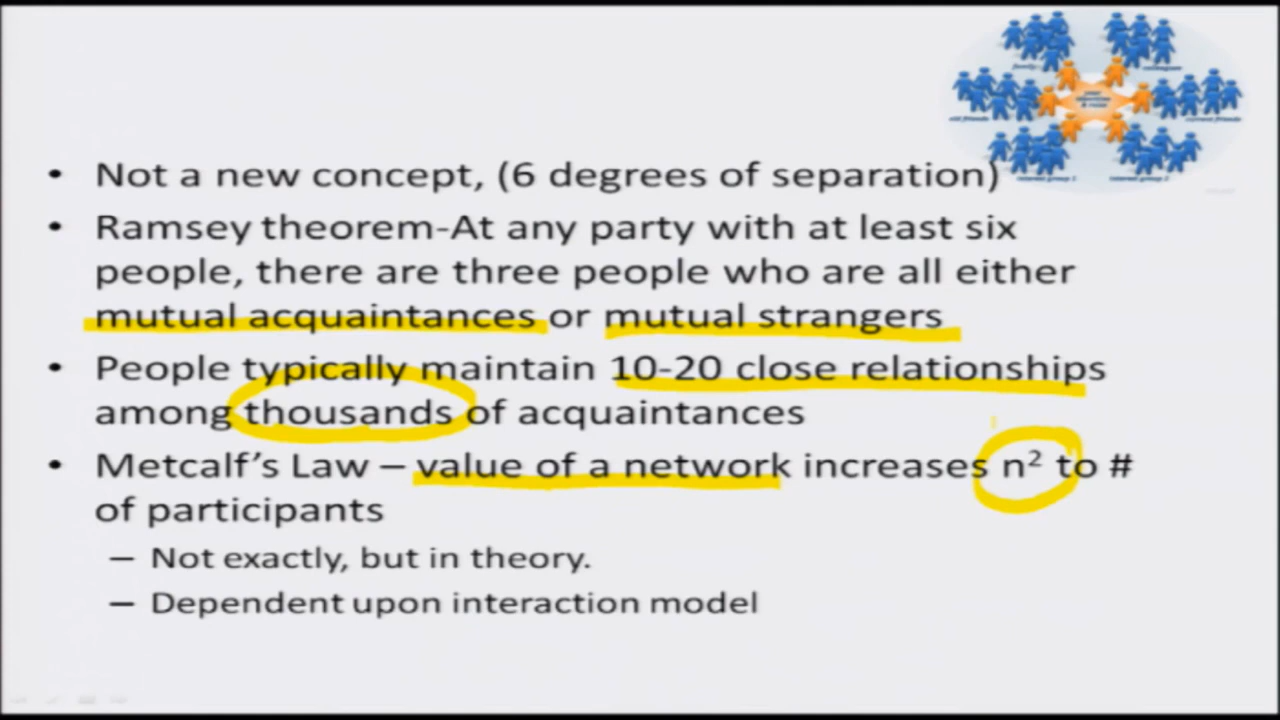 • Not a new concept, (6 degrees of separation)
• Ramsey theorem-At any party with at least six
people, there are three people who are all either
mutual acquaintances or mutual strangers
• People typically maintain 10-20 close relationships
among thousands of acquaintances
• Metcalf's Law – value of a network increases n² to #
of participants
– Not exactly, but in theory.
– Dependent upon interaction model